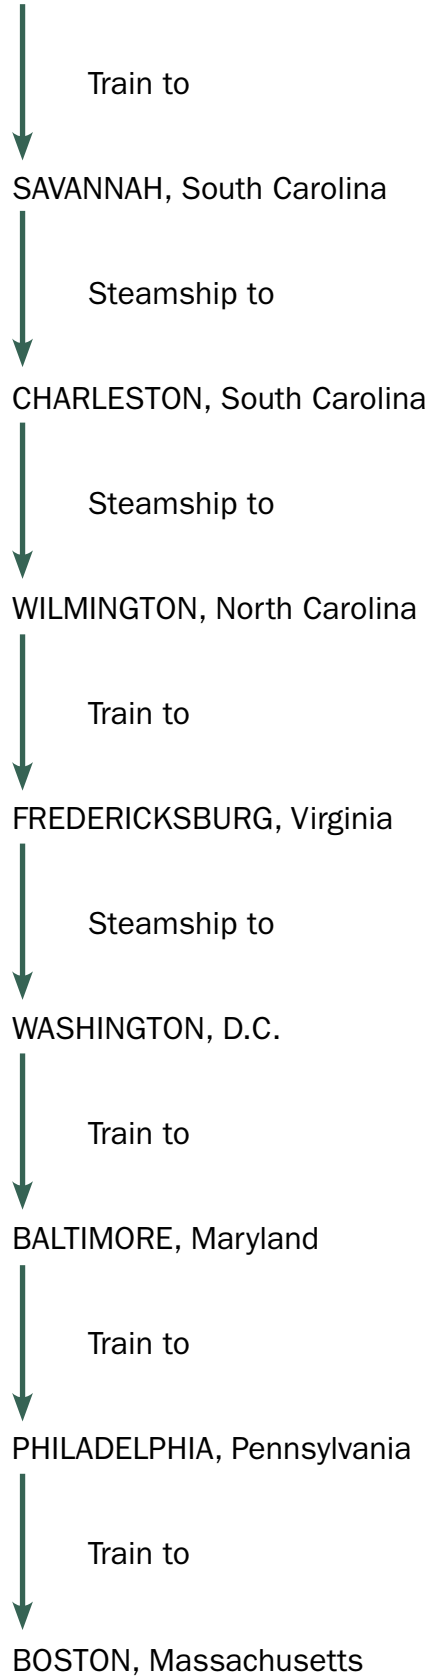 Train to
SAVANNAH, South Carolina
Steamship to
CHARLESTON, South Carolina
Steamship to
WILMINGTON, North Carolina
Train to
FREDERICKSBURG, Virginia
Steamship to
WASHINGTON, D.C.
Train to
BALTIMORE, Maryland
Train to
PHILADELPHIA, Pennsylvania
Train to
BOSTON, Massachusetts